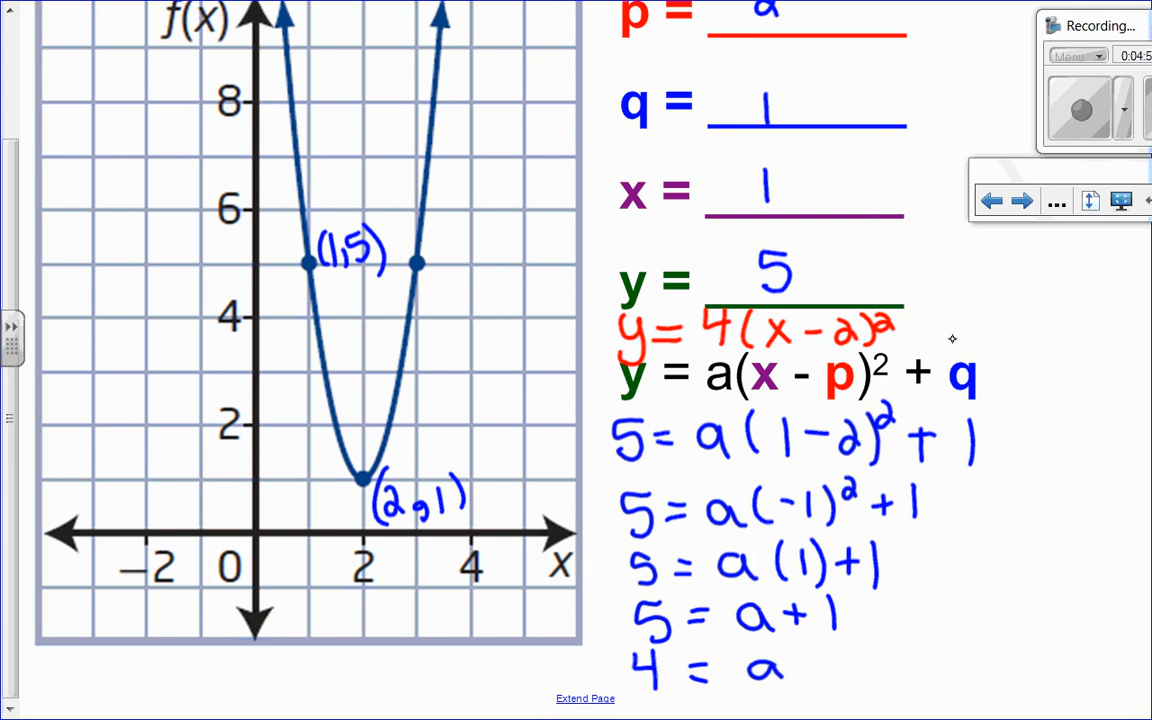 f(x)
8
6
4
2
-2 0 2 4 x
(1,5)
(2,1)
p = 2
q = 1
x = 1
y = 5
y = 4(x-2)²
y = a(x - p)² + q
5 = a(1-2)² + 1
5 = a(-1)² + 1
5 = a(1)+1
5 = a+1
4 = a
Extend Page
Recording...
Menu
0:04:5
...